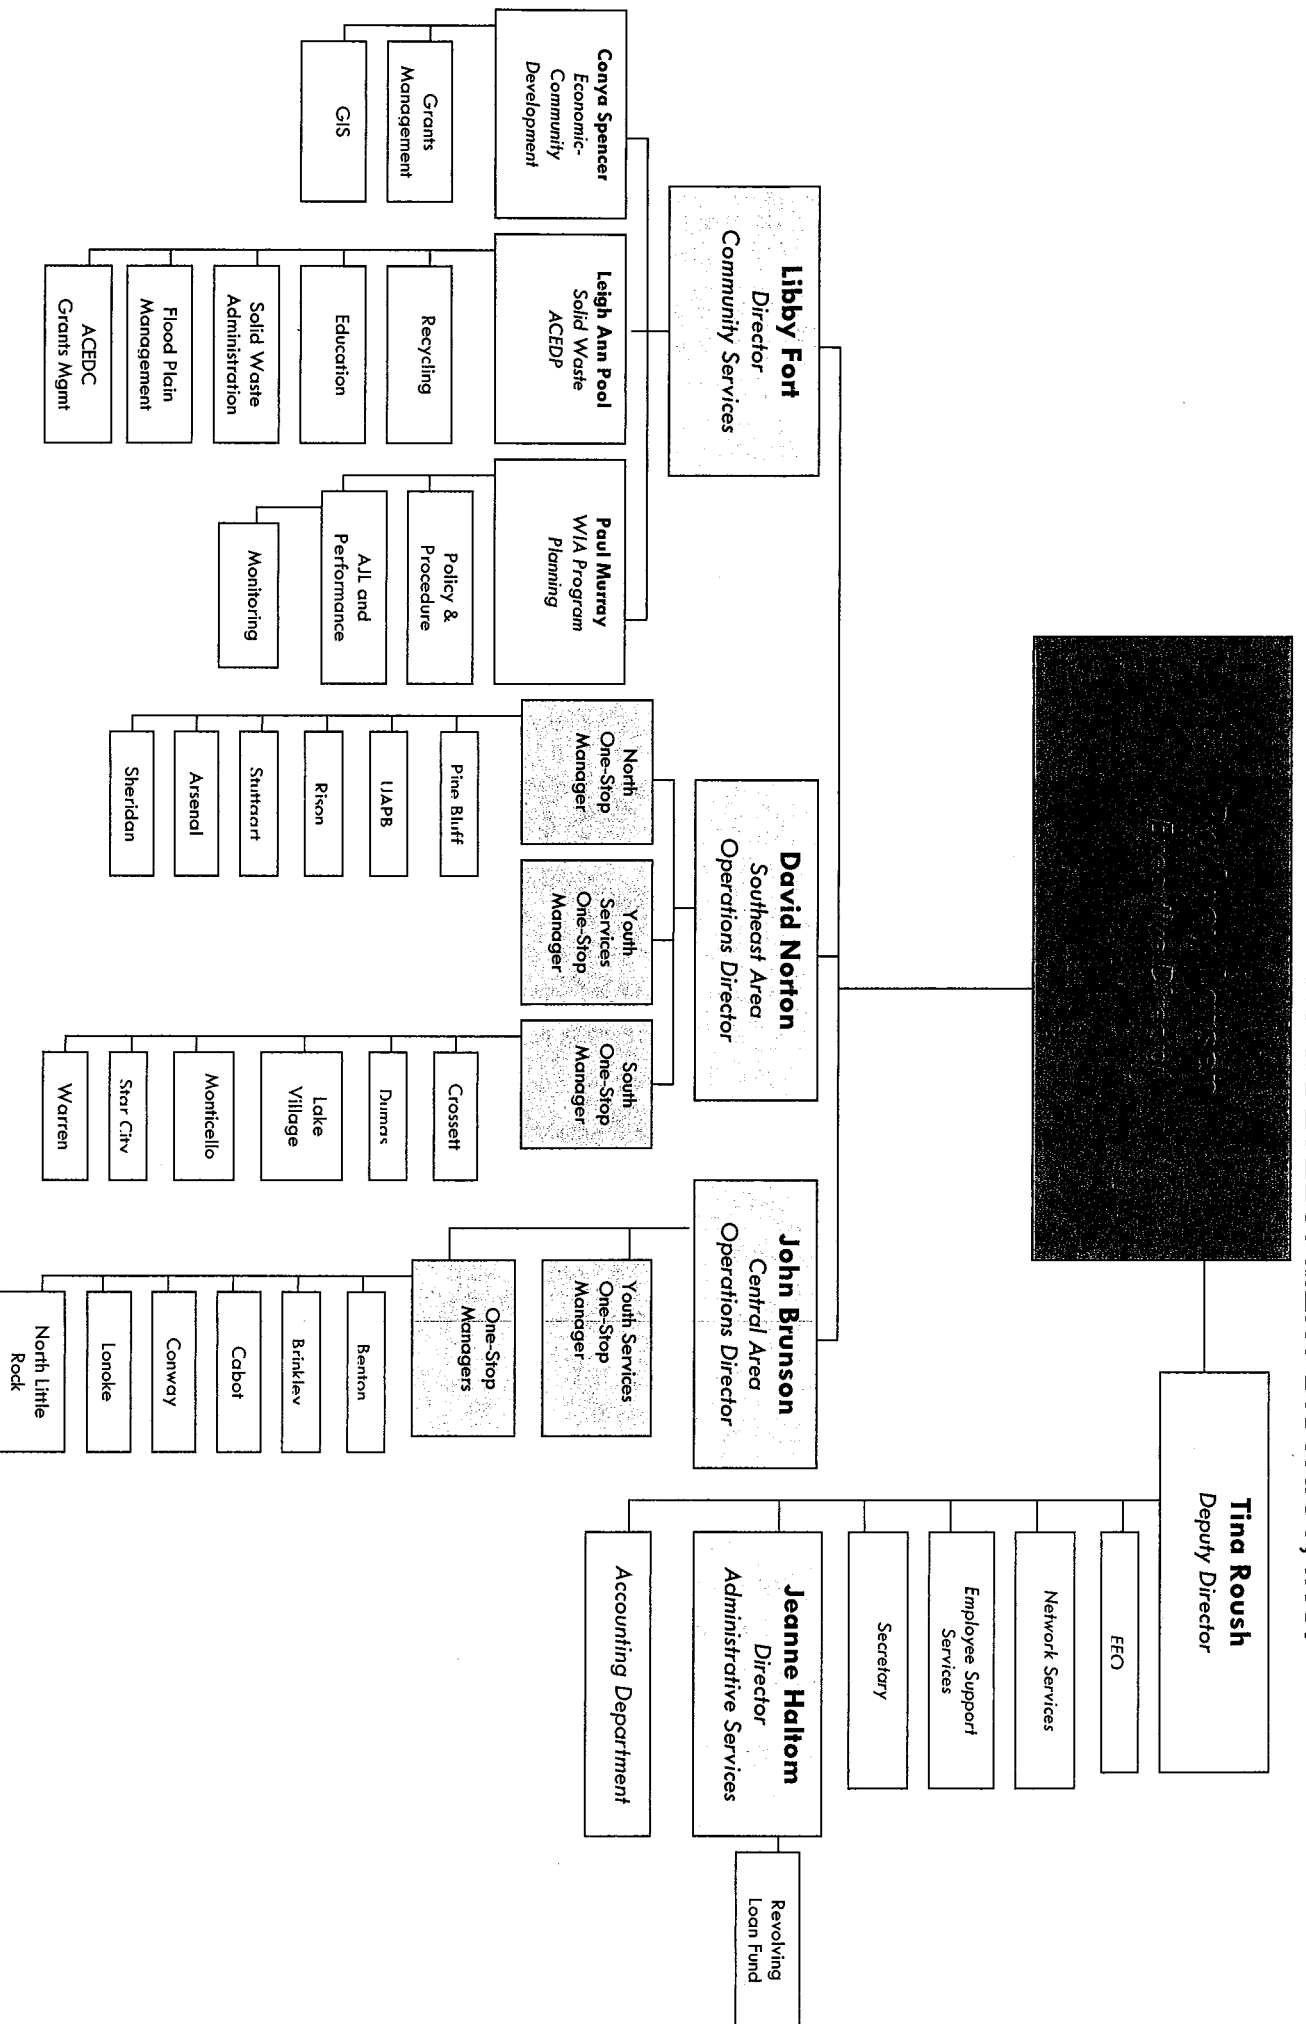 Executive Director
Tina Roush
Deputy Director
EEO
Network Services
Employee Support
Services
Secretary
Jeanne Haltom
Director
Administrative Services
Revolving
Loan Fund
Accounting Department
Libby Fort
Director
Community Services
Conya Spencer
Economic-
Community
Development
Grants
Management
GIS
Leigh Ann Pool
Solid Waste
ACEDP
Recycling
Education
Solid Waste
Administration
Flood Plain
Management
ACEDC
Grants Mgmt
Paul Murray
WIA Program
Planning
Policy &
Procedure
AJL and
Performance
Monitoring
David Norton
Southeast Area
Operations Director
North
One-Stop
Manager
Pine Bluff
UAPB
Rison
Stuttgart
Arsenal
Sheridan
Youth
Services
One-Stop
Manager
South
One-Stop
Manager
Crossett
Dumas
Lake
Village
Monticello
Star City
Warren
John Brunson
Central Area
Operations Director
Youth Services
One-Stop
Manager
One-Stop
Managers
Benton
Brinkley
Cabot
Conway
Lonoke
North Little
Rock